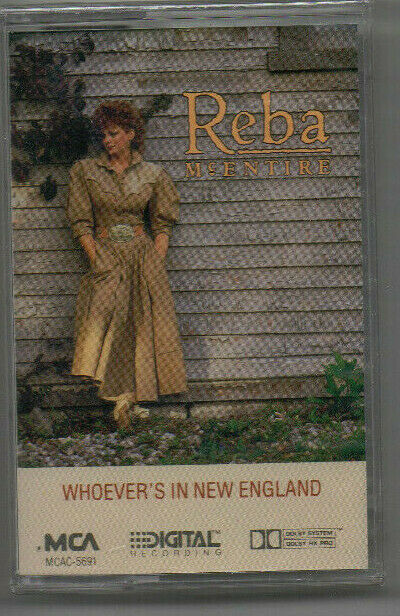 Reba
McENTIRE
WHOEVER'S IN NEW ENGLAND
MCA
MCAC-5691
DIGITAL
RECORDING
DOLBY SYSTEM
DOLBY HX PRO